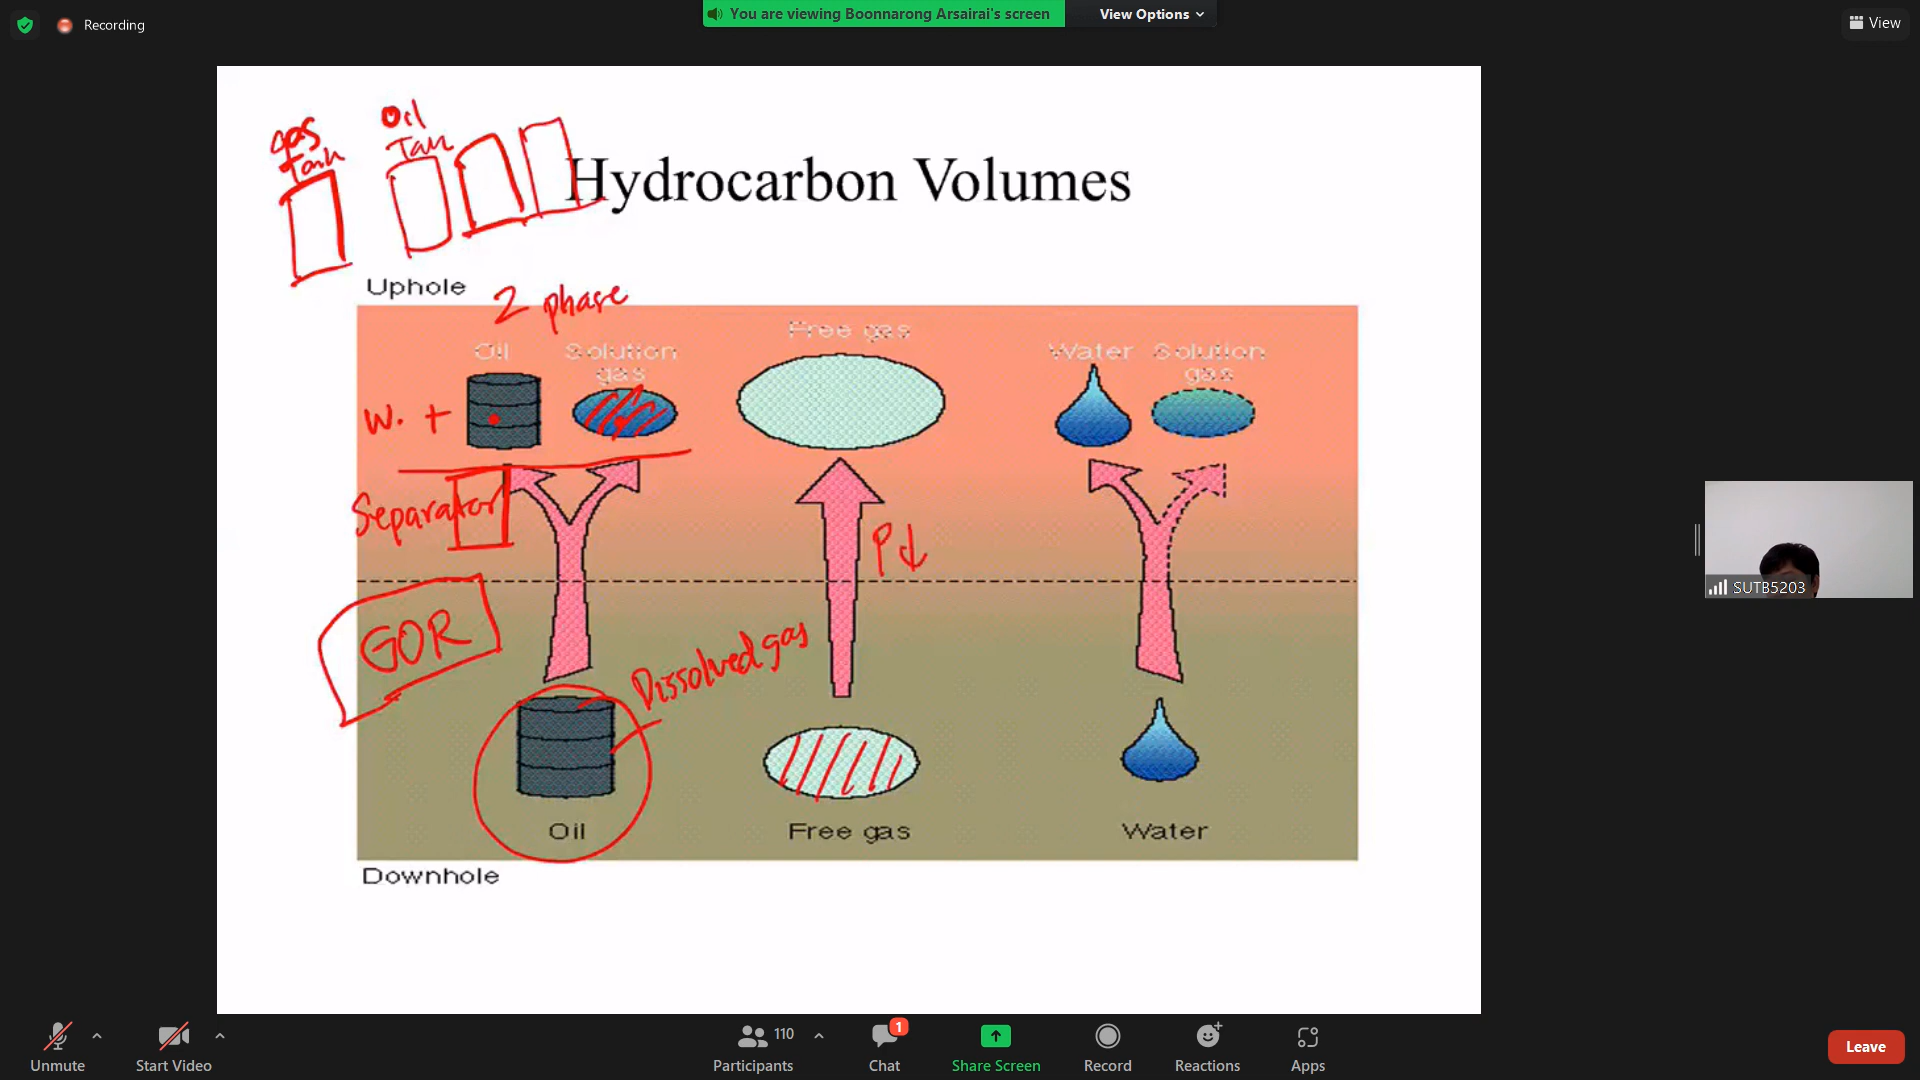 Recording
You are viewing Boonnarong Arsairai's screen
View Options
View
gas
Tank
Oil
Tan
Hydrocarbon Volumes
Uphole
2 phase
Oil
Solution
gas
Free gas
Water
Solution
gas
W. +
Separator
P↓
GOR
Dissolved gas
Oil
Free gas
Water
Downhole
SUTB5203
Unmute
Start Video
110
Participants
1
Chat
Share Screen
Record
Reactions
Apps
Leave